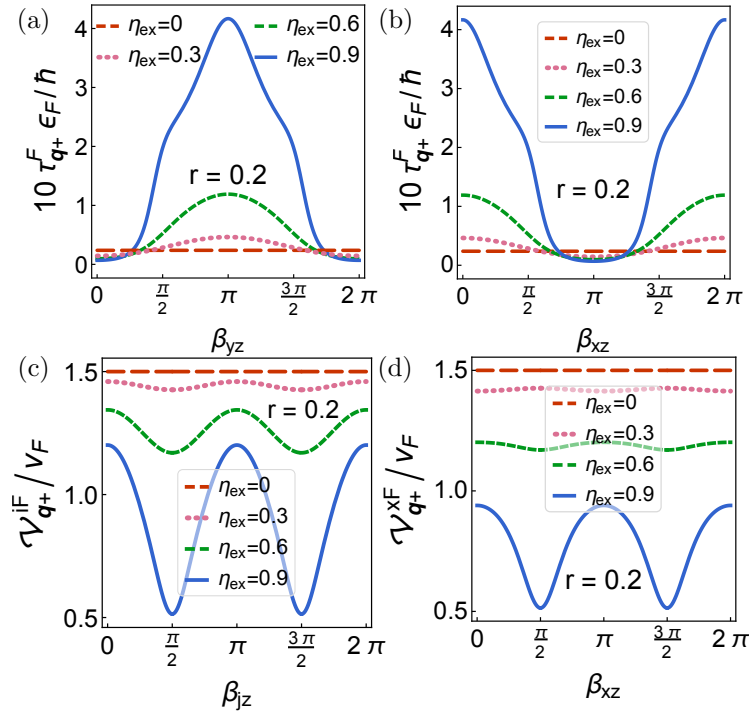 (a)
η_ex=0
η_ex=0.6
η_ex=0.3
η_ex=0.9
r = 0.2
10 τ^F_q+ ϵ_F/ℏ
4
3
2
1
0
0 π/2 π 3π/2 2π
β_yz
(b)
η_ex=0
η_ex=0.3
η_ex=0.6
η_ex=0.9
r = 0.2
10 τ^F_q+ ϵ_F/ℏ
4
3
2
1
0
0 π/2 π 3π/2 2π
β_xz
(c)
r = 0.2
η_ex=0
η_ex=0.3
η_ex=0.6
η_ex=0.9
𝒱^iF_q+/v_F
1.5
1.0
0.5
0 π/2 π 3π/2 2π
β_jz
(d)
η_ex=0
η_ex=0.3
η_ex=0.6
η_ex=0.9
r = 0.2
𝒱^xF_q+/v_F
1.5
1.0
0.5
0 π/2 π 3π/2 2π
β_xz